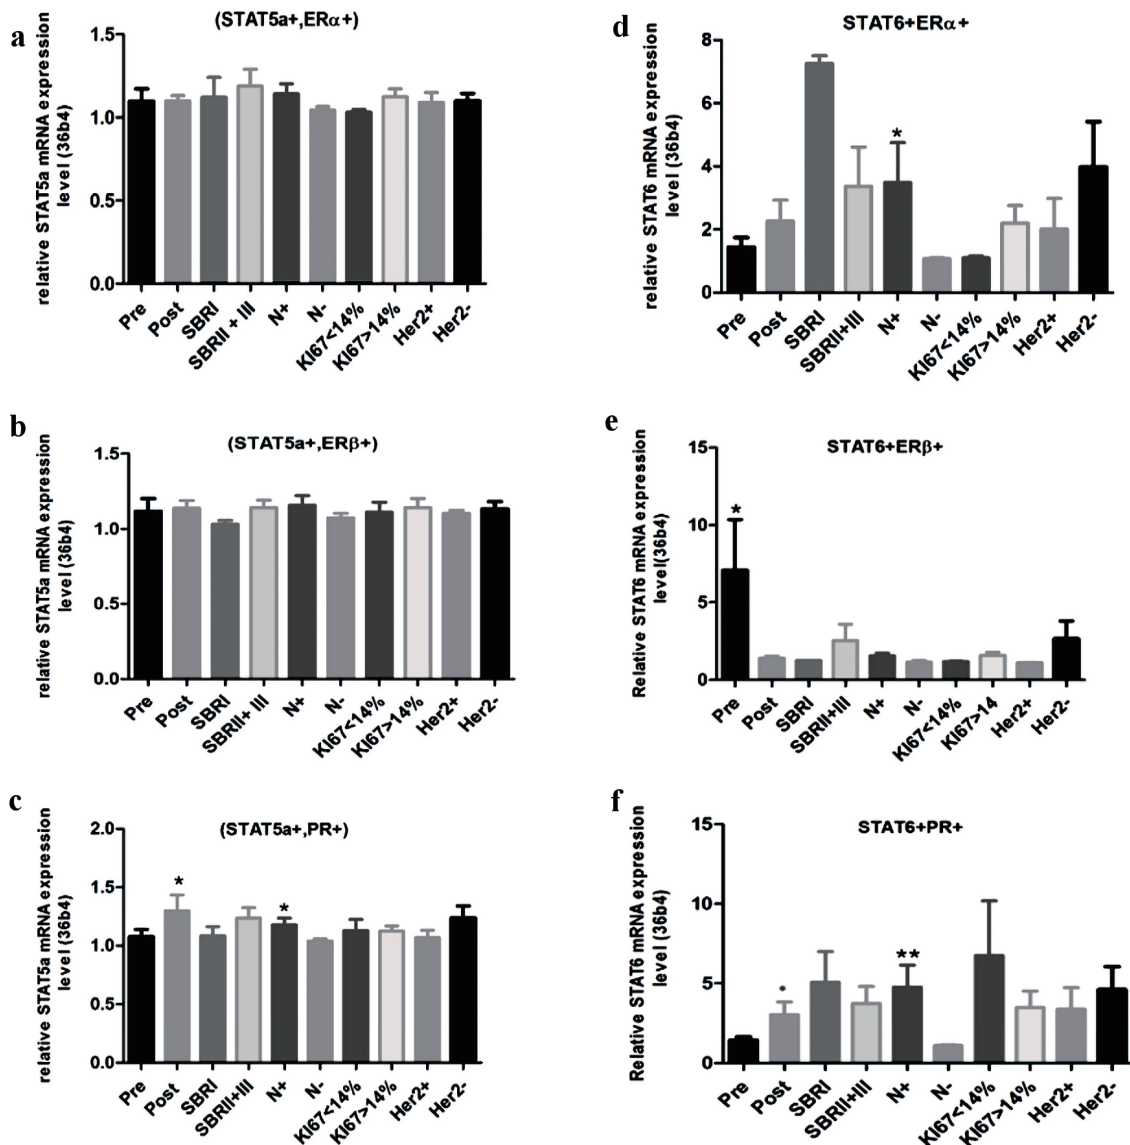 a
(STAT5a+,ERα+)
relative STAT5a mRNA expression
level (36b4)
1.5
1.0
0.5
0.0
Pre
Post
SBRI
SBRII + III
N+
N-
KI67<14%
KI67>14%
Her2+
Her2-
d
STAT6+ERα+
relative STAT6 mRNA expression
level (36b4)
8
6
4
2
0
*
Pre
Post
SBRI
SBRII+III
N+
N-
KI67<14%
KI67>14%
Her2+
Her2-
b
(STAT5a+,ERβ+)
relative STAT5a mRNA expression
level (36b4)
1.5
1.0
0.5
0.0
Pre
Post
SBRI
SBRII+ III
N+
N-
KI67<14%
KI67>14%
Her2+
Her2-
e
STAT6+ERβ+
Relative STAT6 mRNA expression
level(36b4)
15
10
5
0
*
Pre
Post
SBRI
SBRII+III
N+
N-
KI67<14%
KI67>14
Her2+
Her2-
c
(STAT5a+,PR+)
relative STAT5a mRNA expression
level (36b4)
2.0
1.5
1.0
0.5
0.0
*
*
Pre
Post
SBRI
SBRII+III
N+
N-
KI67<14%
KI67>14%
Her2+
Her2-
f
STAT6+PR+
Relative STAT6 mRNA expression
level (36b4)
15
10
5
0
*
**
Pre
Post
SBRI
SBRII+III
N+
N-
KI67<14%
KI67>14%
Her2+
Her2-